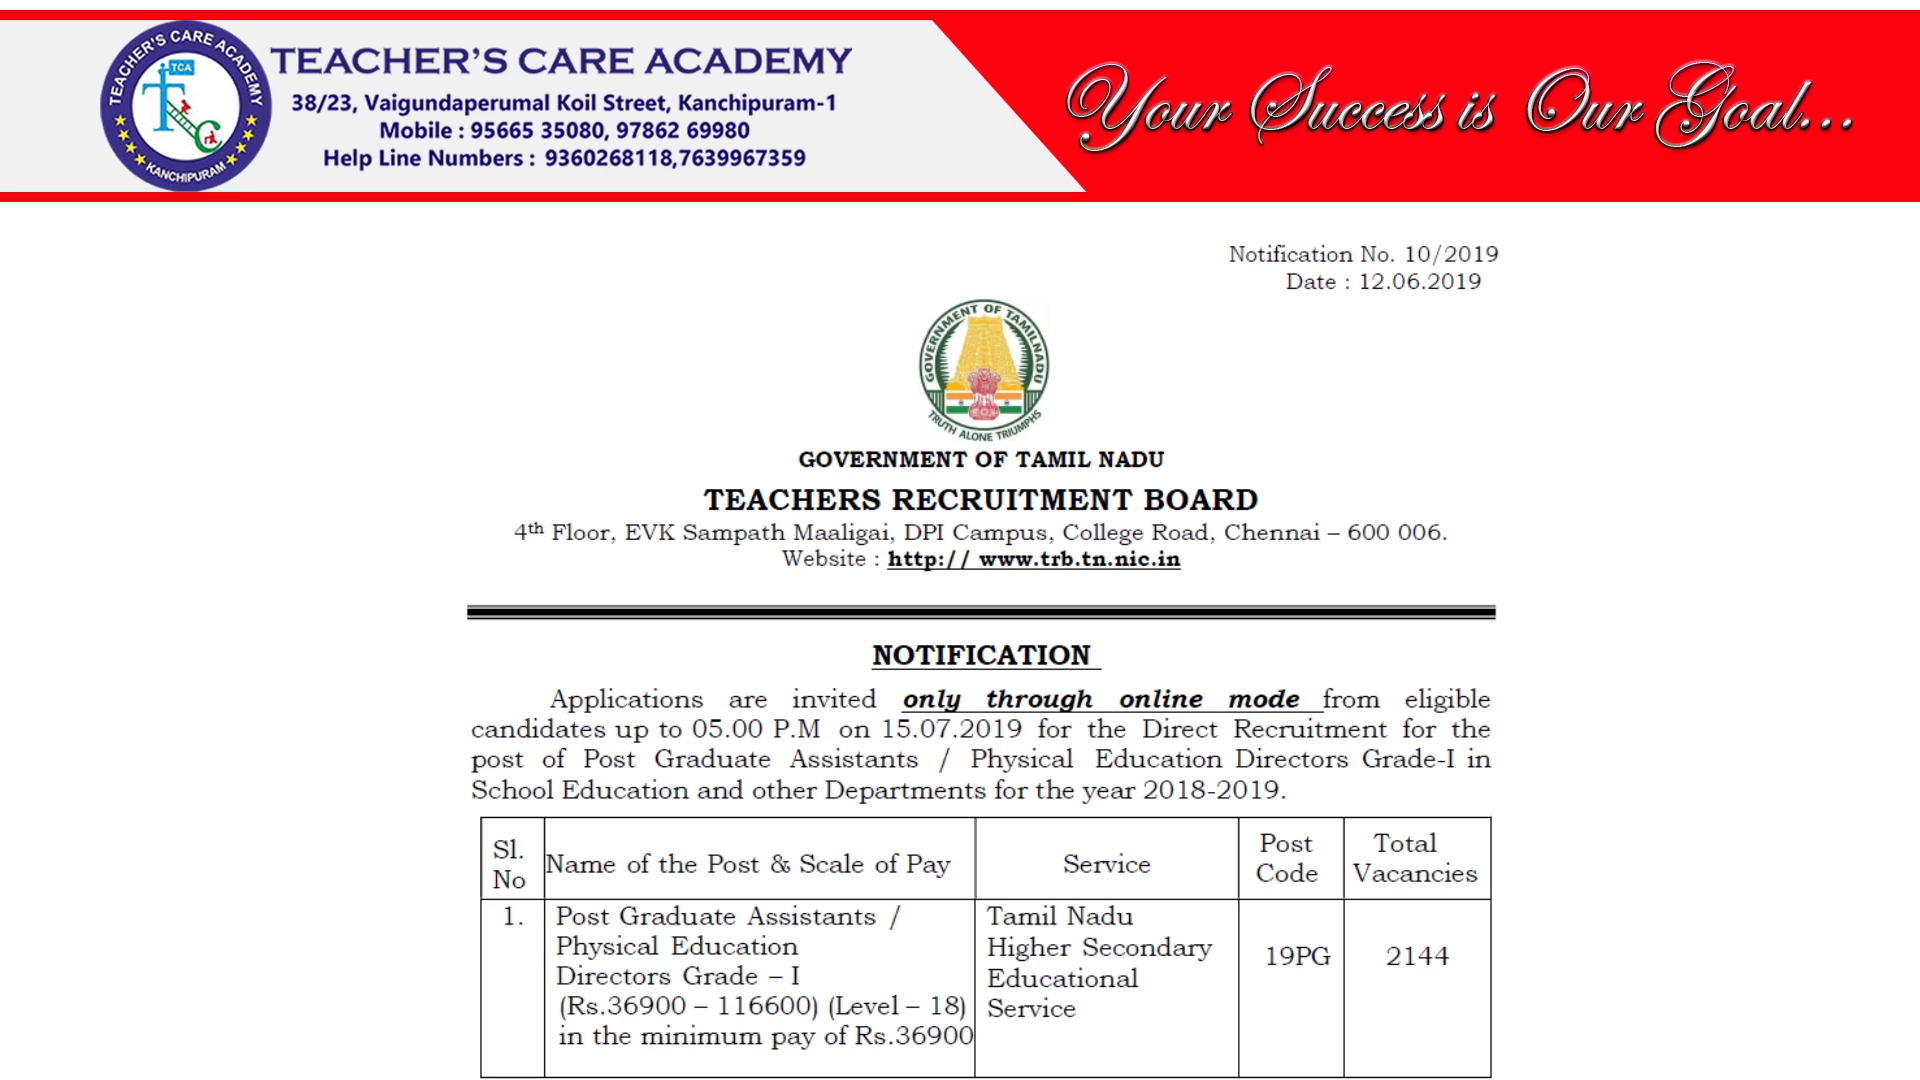 TEACHER'S CARE ACADEMY
TCA
KANCHIPURAM
TEACHER'S CARE ACADEMY
38/23, Vaigundaperumal Koil Street, Kanchipuram-1
Mobile : 95665 35080, 97862 69980
Help Line Numbers : 9360268118,7639967359
Your Success is Our Goal...
Notification No. 10/2019
Date : 12.06.2019
GOVERNMENT OF TAMILNADU
TRUTH ALONE TRIUMPHS
GOVERNMENT OF TAMIL NADU
TEACHERS RECRUITMENT BOARD
4th Floor, EVK Sampath Maaligai, DPI Campus, College Road, Chennai – 600 006.
Website : http:// www.trb.tn.nic.in
NOTIFICATION
Applications are invited only through online mode from eligible
candidates up to 05.00 P.M on 15.07.2019 for the Direct Recruitment for the
post of Post Graduate Assistants / Physical Education Directors Grade-I in
School Education and other Departments for the year 2018-2019.
Sl. No
Name of the Post & Scale of Pay
Service
Post Code
Total Vacancies
1.
Post Graduate Assistants /
Physical Education
Directors Grade – I
(Rs.36900 – 116600) (Level – 18)
in the minimum pay of Rs.36900
Tamil Nadu
Higher Secondary
Educational
Service
19PG
2144